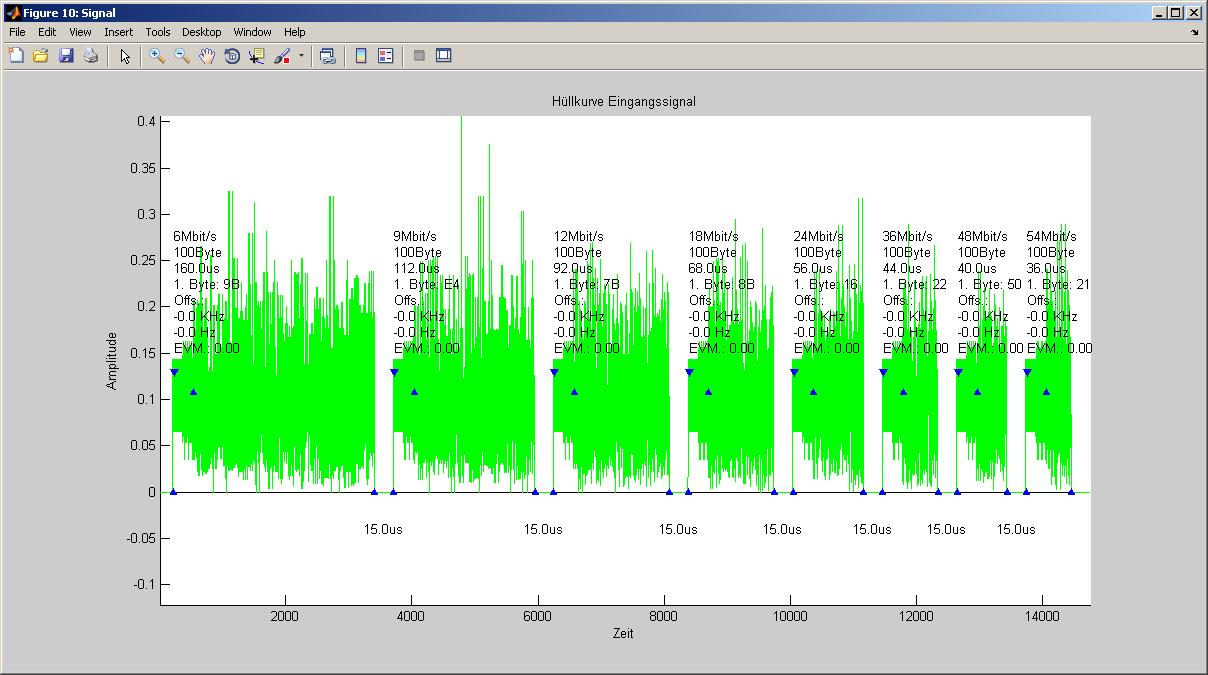 Figure 10: Signal
File Edit View Insert Tools Desktop Window Help
Hüllkurve Eingangssignal
Amplitude
0.4
0.35
0.3
0.25
0.2
0.15
0.1
0.05
0
-0.05
-0.1
6Mbit/s
100Byte
160.0us
1. Byte: 9B
Offs.:
-0.0 KHz
-0.0 Hz
EVM.: 0.00
9Mbit/s
100Byte
112.0us
1. Byte: E4
Offs.:
-0.0 KHz
-0.0 Hz
EVM.: 0.00
12Mbit/s
100Byte
92.0us
1. Byte: 7B
Offs.:
-0.0 KHz
-0.0 Hz
EVM.: 0.00
18Mbit/s
100Byte
68.0us
1. Byte: 8B
Offs.:
-0.0 KHz
-0.0 Hz
EVM.: 0.00
24Mbit/s
100Byte
56.0us
1. Byte: 16
Offs.:
-0.0 KHz
-0.0 Hz
EVM.: 0.00
36Mbit/s
100Byte
44.0us
1. Byte: 22
Offs.:
-0.0 KHz
-0.0 Hz
EVM.: 0.00
48Mbit/s
100Byte
40.0us
1. Byte: 50
Offs.:
-0.0 KHz
-0.0 Hz
EVM.: 0.00
54Mbit/s
100Byte
36.0us
1. Byte: 21
Offs.:
-0.0 KHz
-0.0 Hz
EVM.: 0.00
15.0us 15.0us 15.0us 15.0us 15.0us 15.0us 15.0us
2000 4000 6000 8000 10000 12000 14000
Zeit